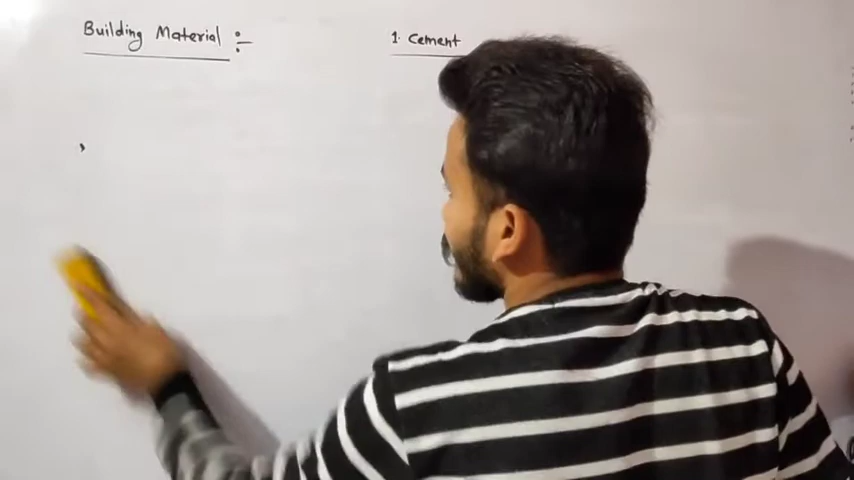 Building Material :-
1. Cement